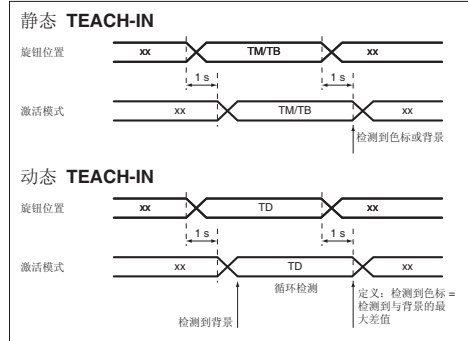 静态 TEACH-IN
旋钮位置
xx TM/TB xx
1 s 1 s
激活模式
xx TM/TB xx
检测到色标或背景
动态 TEACH-IN
旋钮位置
xx TD xx
1 s 1 s
激活模式
xx TD xx
循环检测
检测到背景
定义：检测到色标 =
检测到与背景的最
大差值